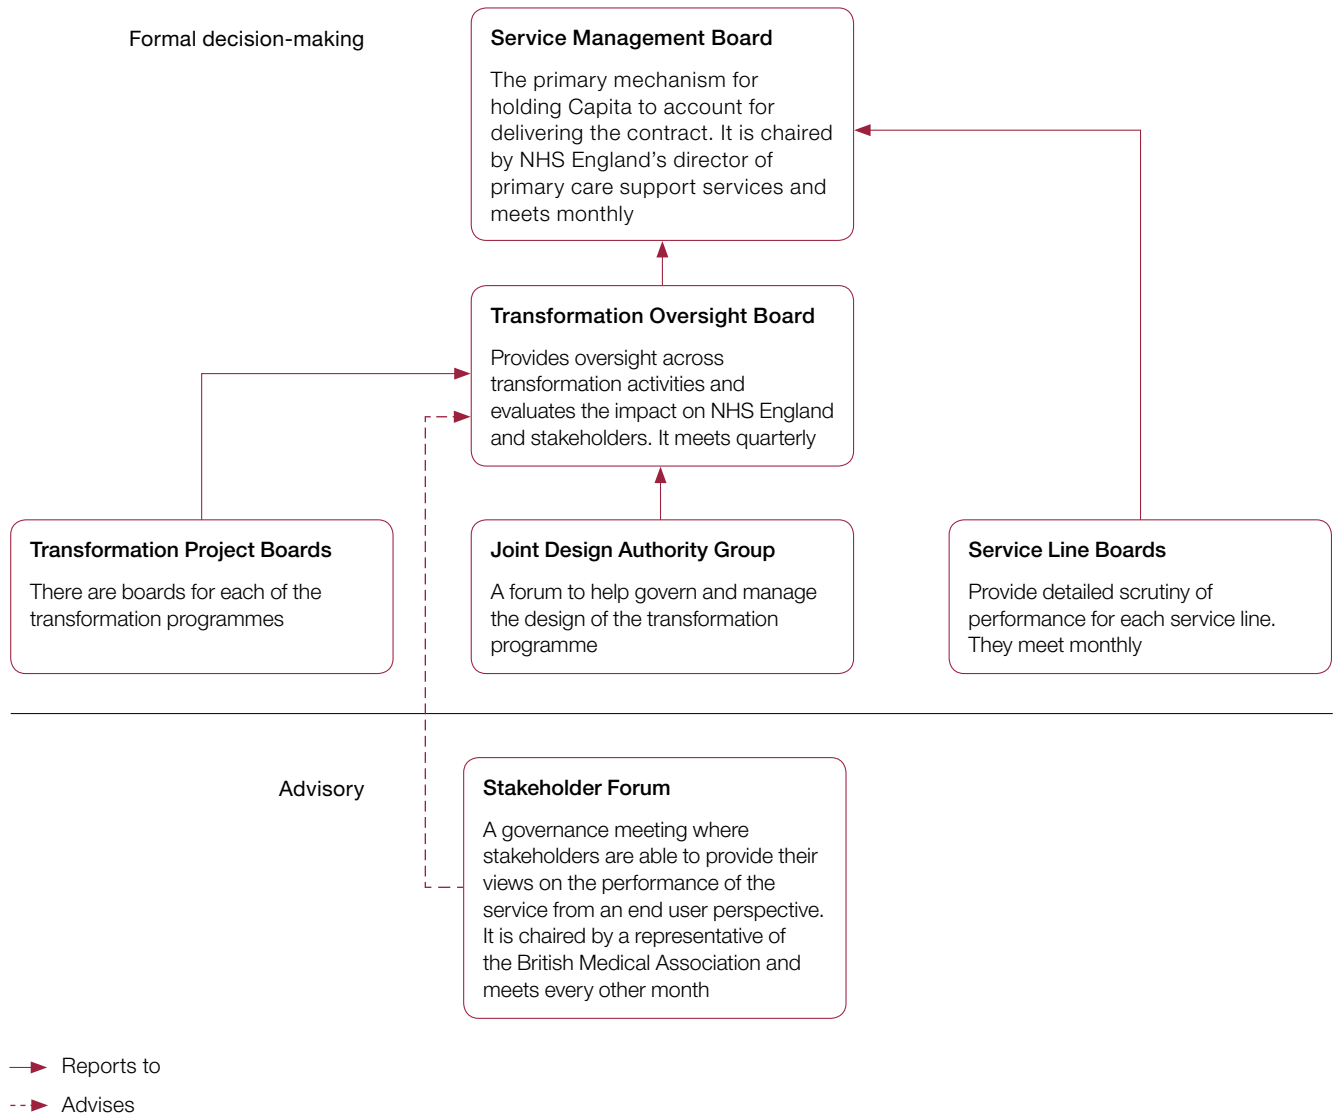 Formal decision-making
Service Management Board
The primary mechanism for
holding Capita to account for
delivering the contract. It is chaired
by NHS England’s director of
primary care support services and
meets monthly
Transformation Oversight Board
Provides oversight across
transformation activities and
evaluates the impact on NHS England
and stakeholders. It meets quarterly
Transformation Project Boards
There are boards for each of the
transformation programmes
Joint Design Authority Group
A forum to help govern and manage
the design of the transformation
programme
Service Line Boards
Provide detailed scrutiny of
performance for each service line.
They meet monthly
Advisory
Stakeholder Forum
A governance meeting where
stakeholders are able to provide their
views on the performance of the
service from an end user perspective.
It is chaired by a representative of
the British Medical Association and
meets every other month
Reports to
Advises